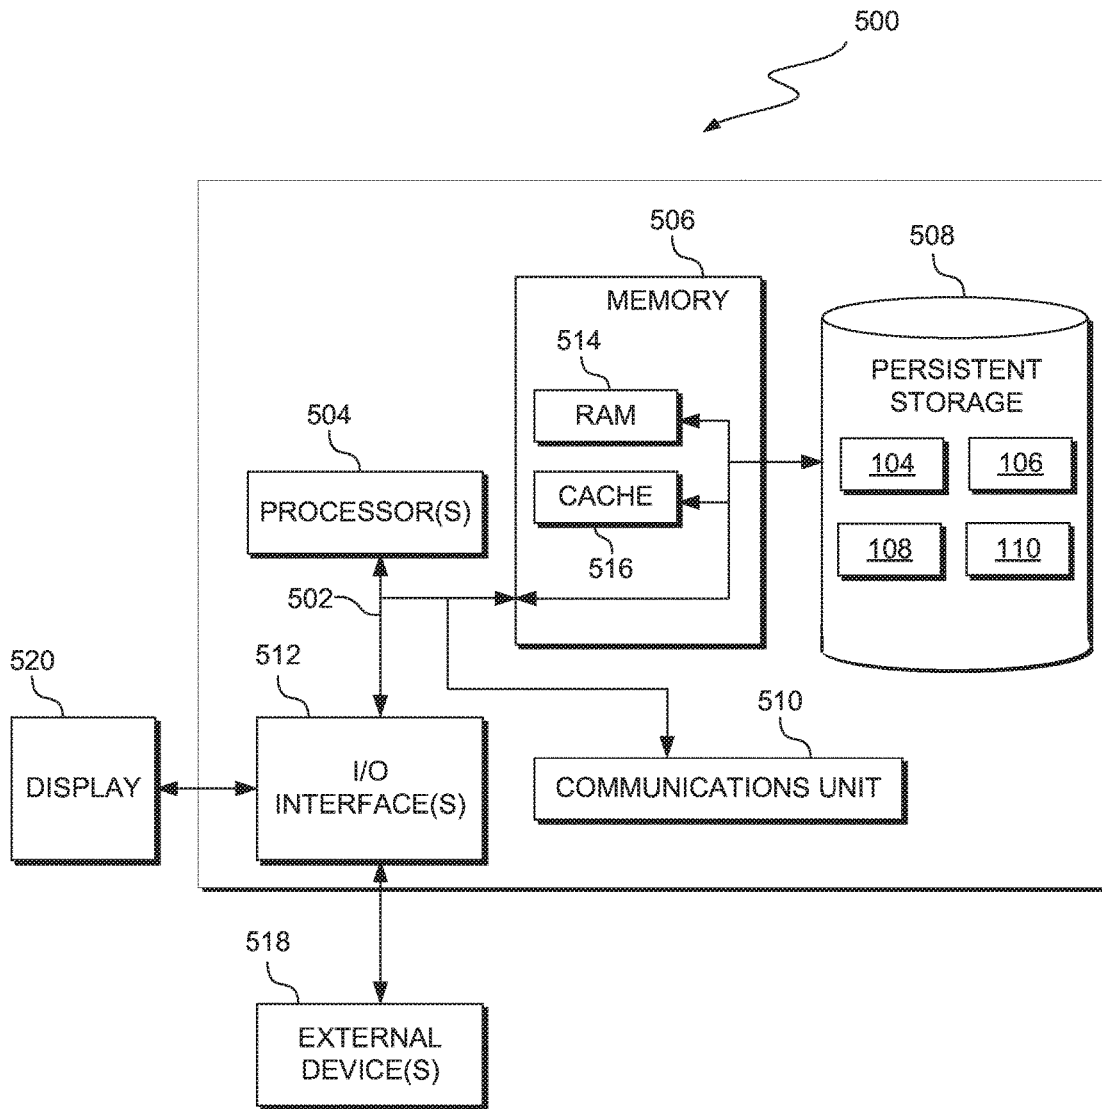 500
506
508
MEMORY
514
PERSISTENT
STORAGE
RAM
504
104
106
CACHE
PROCESSOR(S)
516
108
110
502
512
520
510
I/O
INTERFACE(S)
DISPLAY
COMMUNICATIONS UNIT
518
EXTERNAL
DEVICE(S)